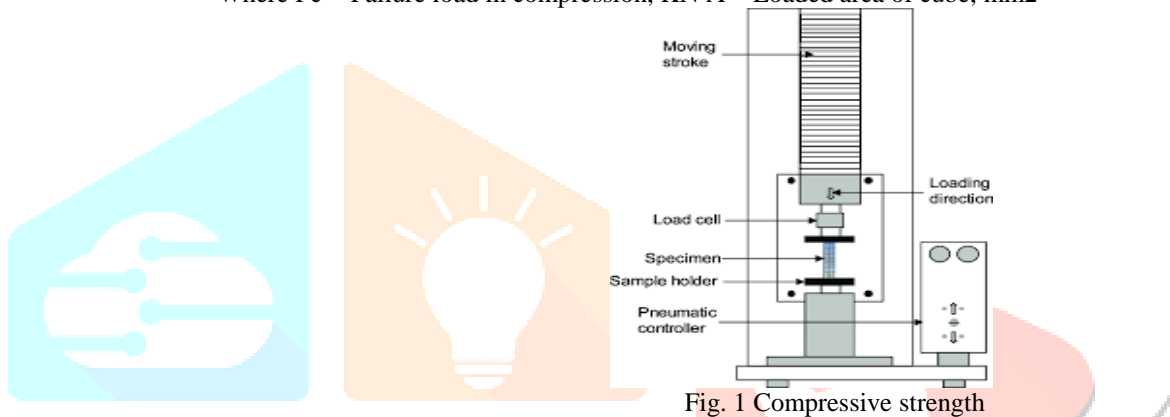 Where Pc = Failure load in compression, KN A = Loaded area of cube, mm2
Moving
stroke
Loading
direction
Load cell
Specimen
Sample holder
Pneumatic
controller
Fig. 1 Compressive strength